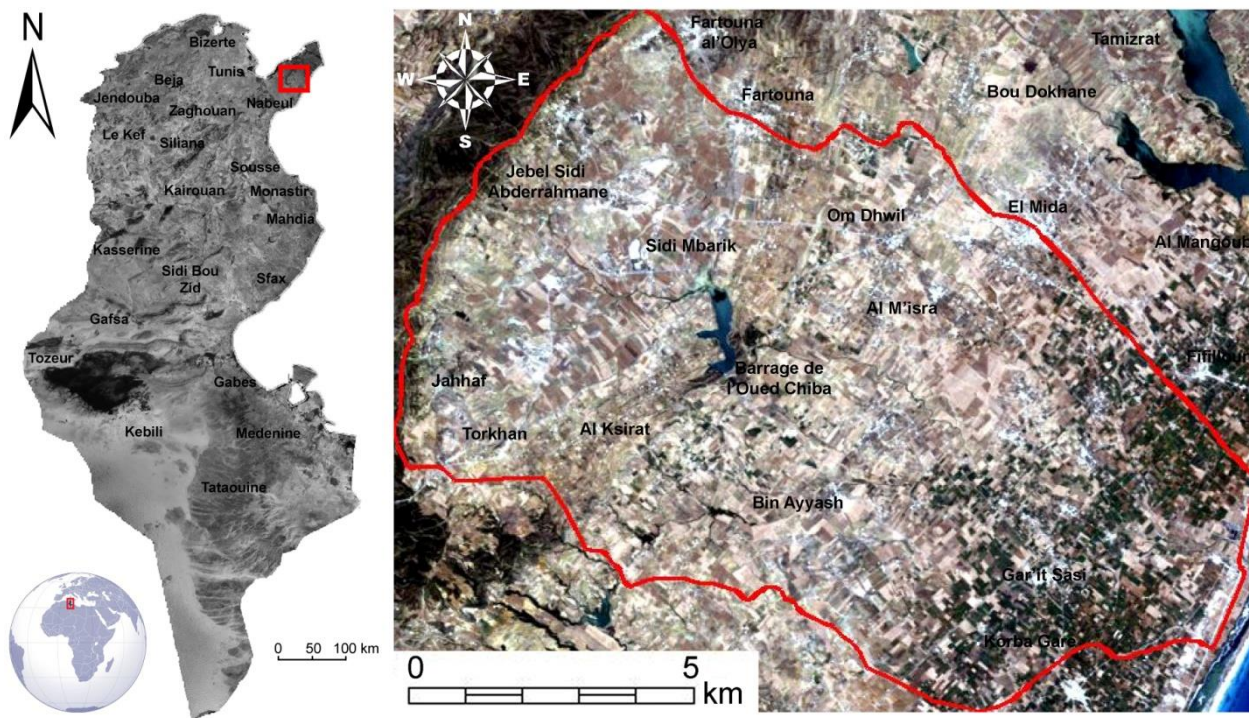 N
Bizerte
Tunis
Beja
Jendouba
Nabeul
Zaghouan
Le Kef
Siliana
Sousse
Kairouan
Monastir
Mahdia
Kasserine
Sidi Bou
Zid
Sfax
Gafsa
Tozeur
Gabes
Kebili
Medenine
Tataouine
0 50 100 km
N
W E
S
Fartouna
al'Olya
Tamizrat
Fartouna
Bou Dokhane
Jebel Sidi
Abderrahmane
Om Dhwil
El Mida
Sidi Mbarik
Al Mangoub
Al M'isra
Barrage de
l'Oued Chiba
Jahhaf
Torkhan
Al Ksirat
Bin Ayyash
Gar'it Sasi
Korba Gare
0 5
km